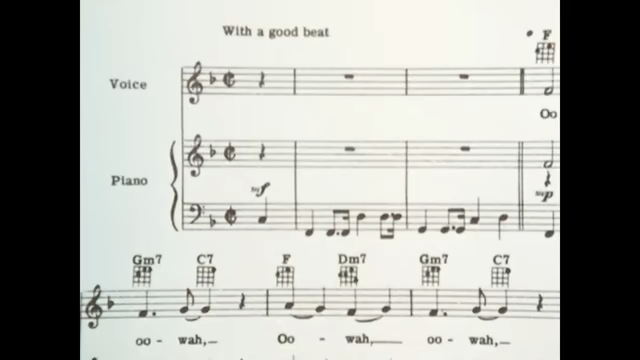 With a good beat
F
Voice
Oo
Piano
mf
mp
Gm7 C7 F Dm7 Gm7 C7
oo - wah, Oo - wah, oo - wah,